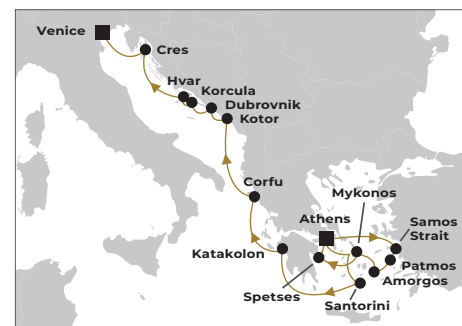 Venice
Cres
Hvar
Korcula
Dubrovnik
Kotor
Corfu
Mykonos
Athens
Samos
Strait
Katakolon
Patmos
Amorgos
Spetses
Santorini